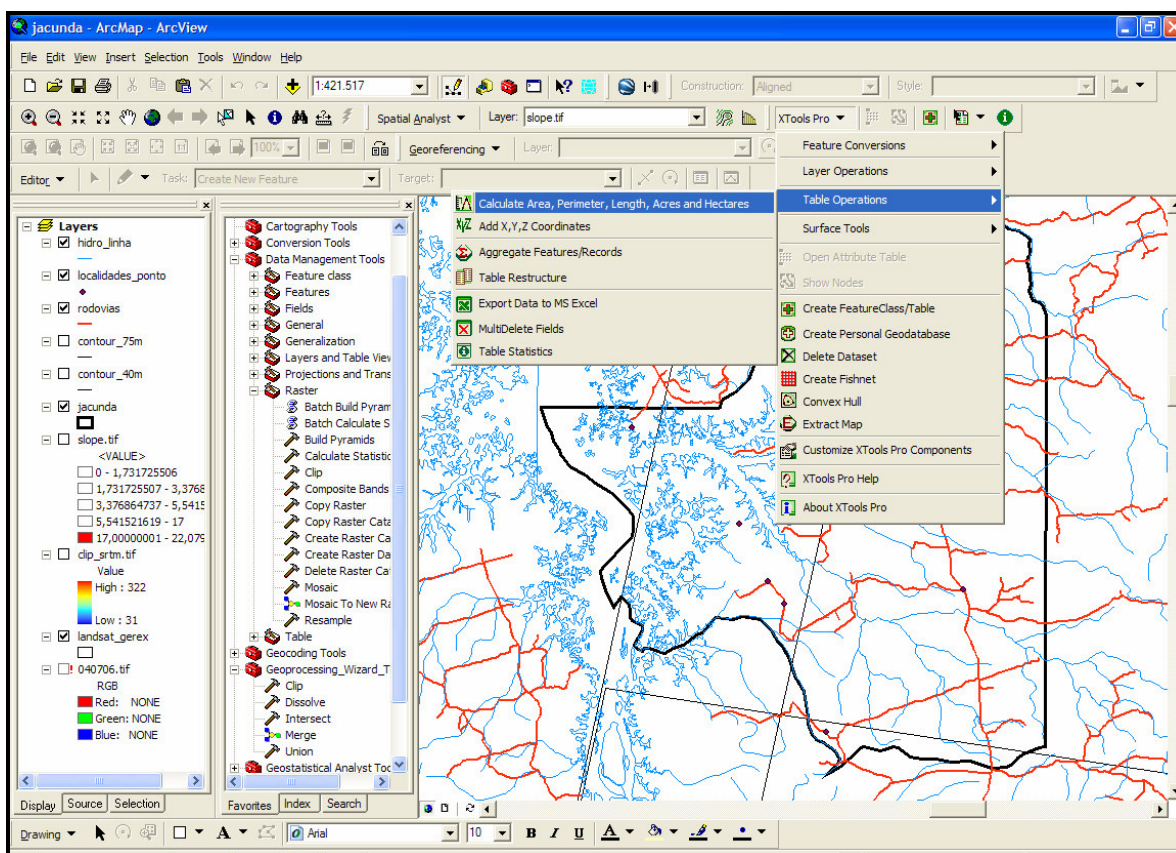 jacunda - ArcMap - ArcView
File Edit View Insert Selection Tools Window Help
1:421.517
Construction: Aligned
Style:
Spatial Analyst
Layer: slope.tif
XTools Pro
100%
Georeferencing
Layer:
Editor
Task: Create New Feature
Target:
Layers
hidro_linha
localidades_ponto
rodovias
contour_75m
contour_40m
jacunda
slope.tif
<VALUE>
0 - 1,731725506
1,731725507 - 3,3768
3,376864737 - 5,5415
5,541521619 - 17
17,00000001 - 22,079
clip_srtm.tif
Value
High : 322
Low : 31
landsat_gerex
040706.tif
RGB
Red: NONE
Green: NONE
Blue: NONE
Display Source Selection
Cartography Tools
Conversion Tools
Data Management Tools
Feature class
Features
Fields
General
Generalization
Layers and Table Viev
Projections and Trans
Raster
Batch Build Pyram
Batch Calculate S
Build Pyramids
Calculate Statistic
Clip
Composite Bands
Copy Raster
Copy Raster Cata
Create Raster Ca
Create Raster Da
Delete Raster Ca
Mosaic
Mosaic To New Ra
Resample
Table
Geocoding Tools
Geoprocessing_Wizard_T
Clip
Dissolve
Intersect
Merge
Union
Geostatistical Analyst Too
Favorites Index Search
Calculate Area, Perimeter, Length, Acres and Hectares
Add X,Y,Z Coordinates
Aggregate Features/Records
Table Restructure
Export Data to MS Excel
MultiDelete Fields
Table Statistics
Feature Conversions
Layer Operations
Table Operations
Surface Tools
Open Attribute Table
Show Nodes
Create FeatureClass/Table
Create Personal Geodatabase
Delete Dataset
Create Fishnet
Convex Hull
Extract Map
Customize XTools Pro Components
XTools Pro Help
About XTools Pro
Drawing
A
Arial
10
B I U A